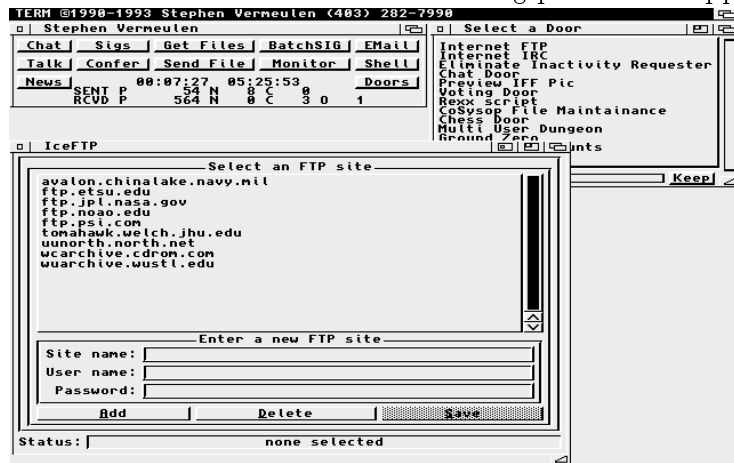 TERM ©1990-1993 Stephen Vermeulen (403) 282-7990
Stephen Vermeulen
Chat Sigs Get Files BatchSIG EMail
Talk Confer Send File Monitor Shell
News 00:07:27 05:25:53 Doors
SENT P 54 N 8 C 0
RCVD P 564 N 0 C 3 O 1
Select a Door
Internet FTP
Internet IRC
Eliminate Inactivity Requester
Chat Door
Preview IFF Pic
Voting Door
Rexx script
CoSysop File Maintainance
Chess Door
Multi User Dungeon
Ground Zero
unts
Keep
IceFTP
Select an FTP site
avalon.chinalake.navy.mil
ftp.etsu.edu
ftp.jpl.nasa.gov
ftp.noao.edu
ftp.psi.com
tomahawk.welch.jhu.edu
uunorth.north.net
wcarchive.cdrom.com
wuarchive.wustl.edu
Enter a new FTP site
Site name:
User name:
Password:
Add Delete Save
Status: none selected